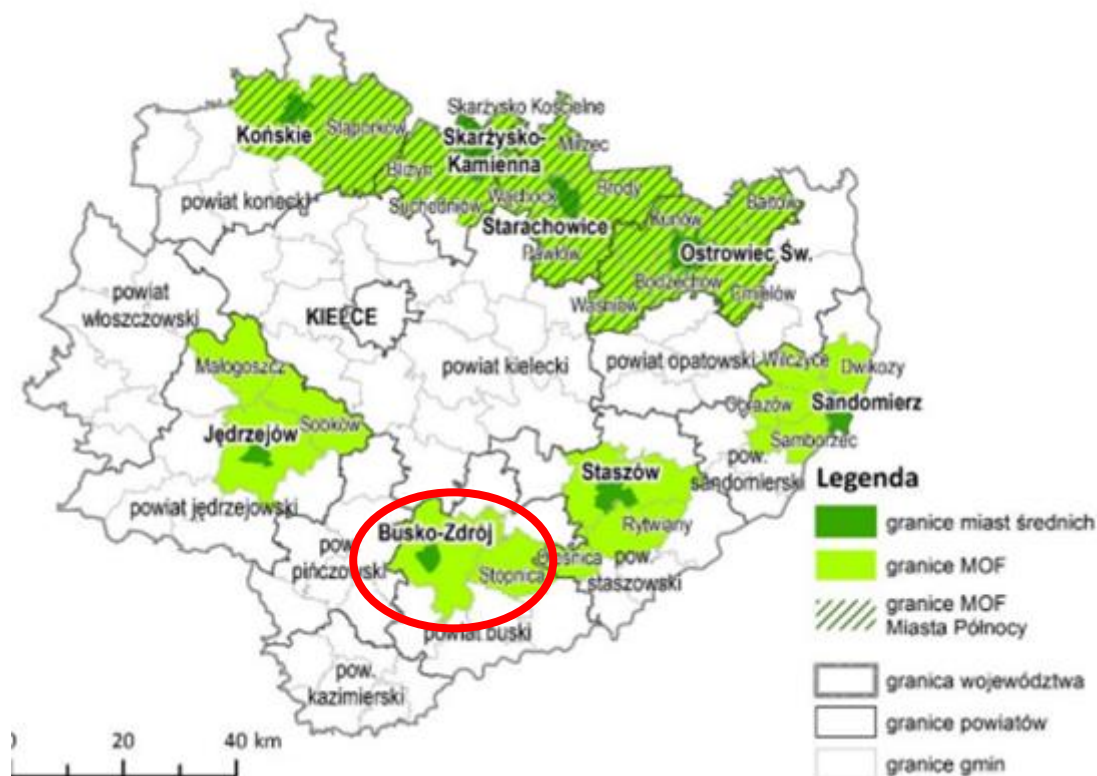 Skarżysko Kościelne
Końskie
Stąporków
Skarżysko-
Kamienna
Mirzec
Bliżyn
Wąchock
Brody
Suchedniów
Bałtów
powiat konecki
Starachowice
Kunów
Ostrowiec Św.
Pawłów
Bodzechów
Ćmielów
Waśniów
powiat
włoszczowski
KIELCE
Małogoszcz
powiat kielecki
powiat opatowski
Wilczyce
Dwikozy
Obrazów
Sandomierz
Sobków
Jędrzejów
Samborzec
Staszów
pow.
sandomierski
powiat jędrzejowski
Rytwiany
Busko-Zdrój
pow.
pińczowski
Stopnica
Oleśnica
pow.
staszowski
powiat buski
pow.
kazimierski
Legenda
granice miast średnich
granice MOF
granice MOF
Miasta Północy
granica województwa
granice powiatów
granice gmin
0 20 40 km